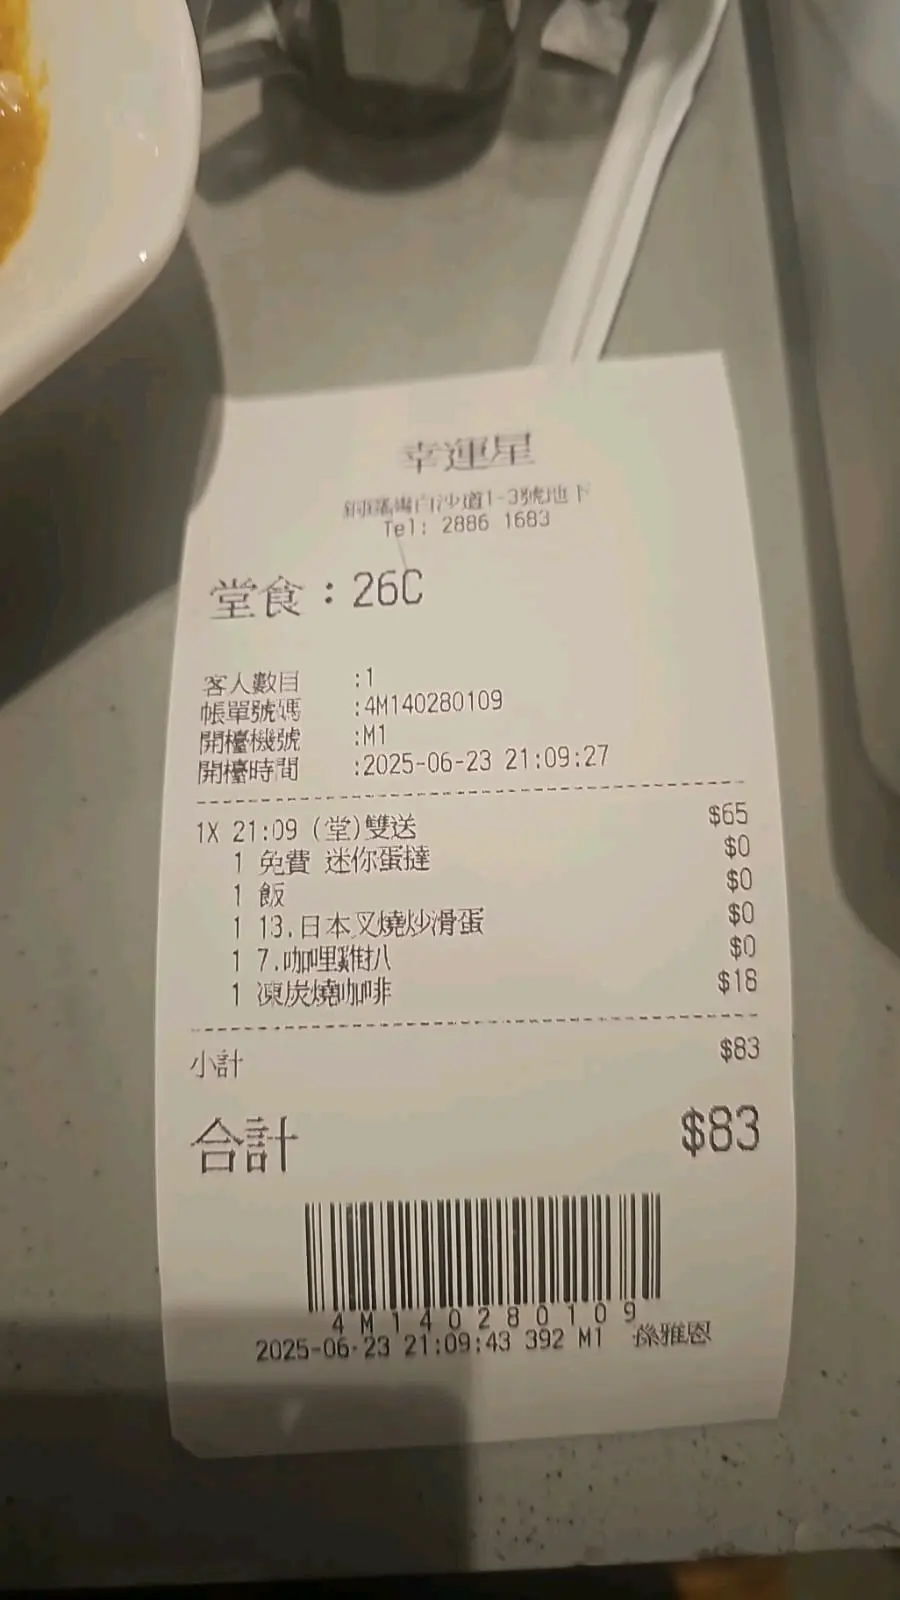 幸運星
銅鑼灣白沙道1-3號地下
Tel: 2886 1683
堂食：26C
客人數目 :1
帳單號碼 :4M140280109
開檯機號 :M1
開檯時間 :2025-06-23 21:09:27
1X 21:09 (堂)雙送 $65
1 免費 迷你蛋撻 $0
1 飯 $0
1 13.日本叉燒炒滑蛋 $0
1 7.咖哩雞扒 $0
1 凍炭燒咖啡 $18
小計 $83
合計 $83
4M140280109
2025-06-23 21:09:43 392 M1 孫雅恩